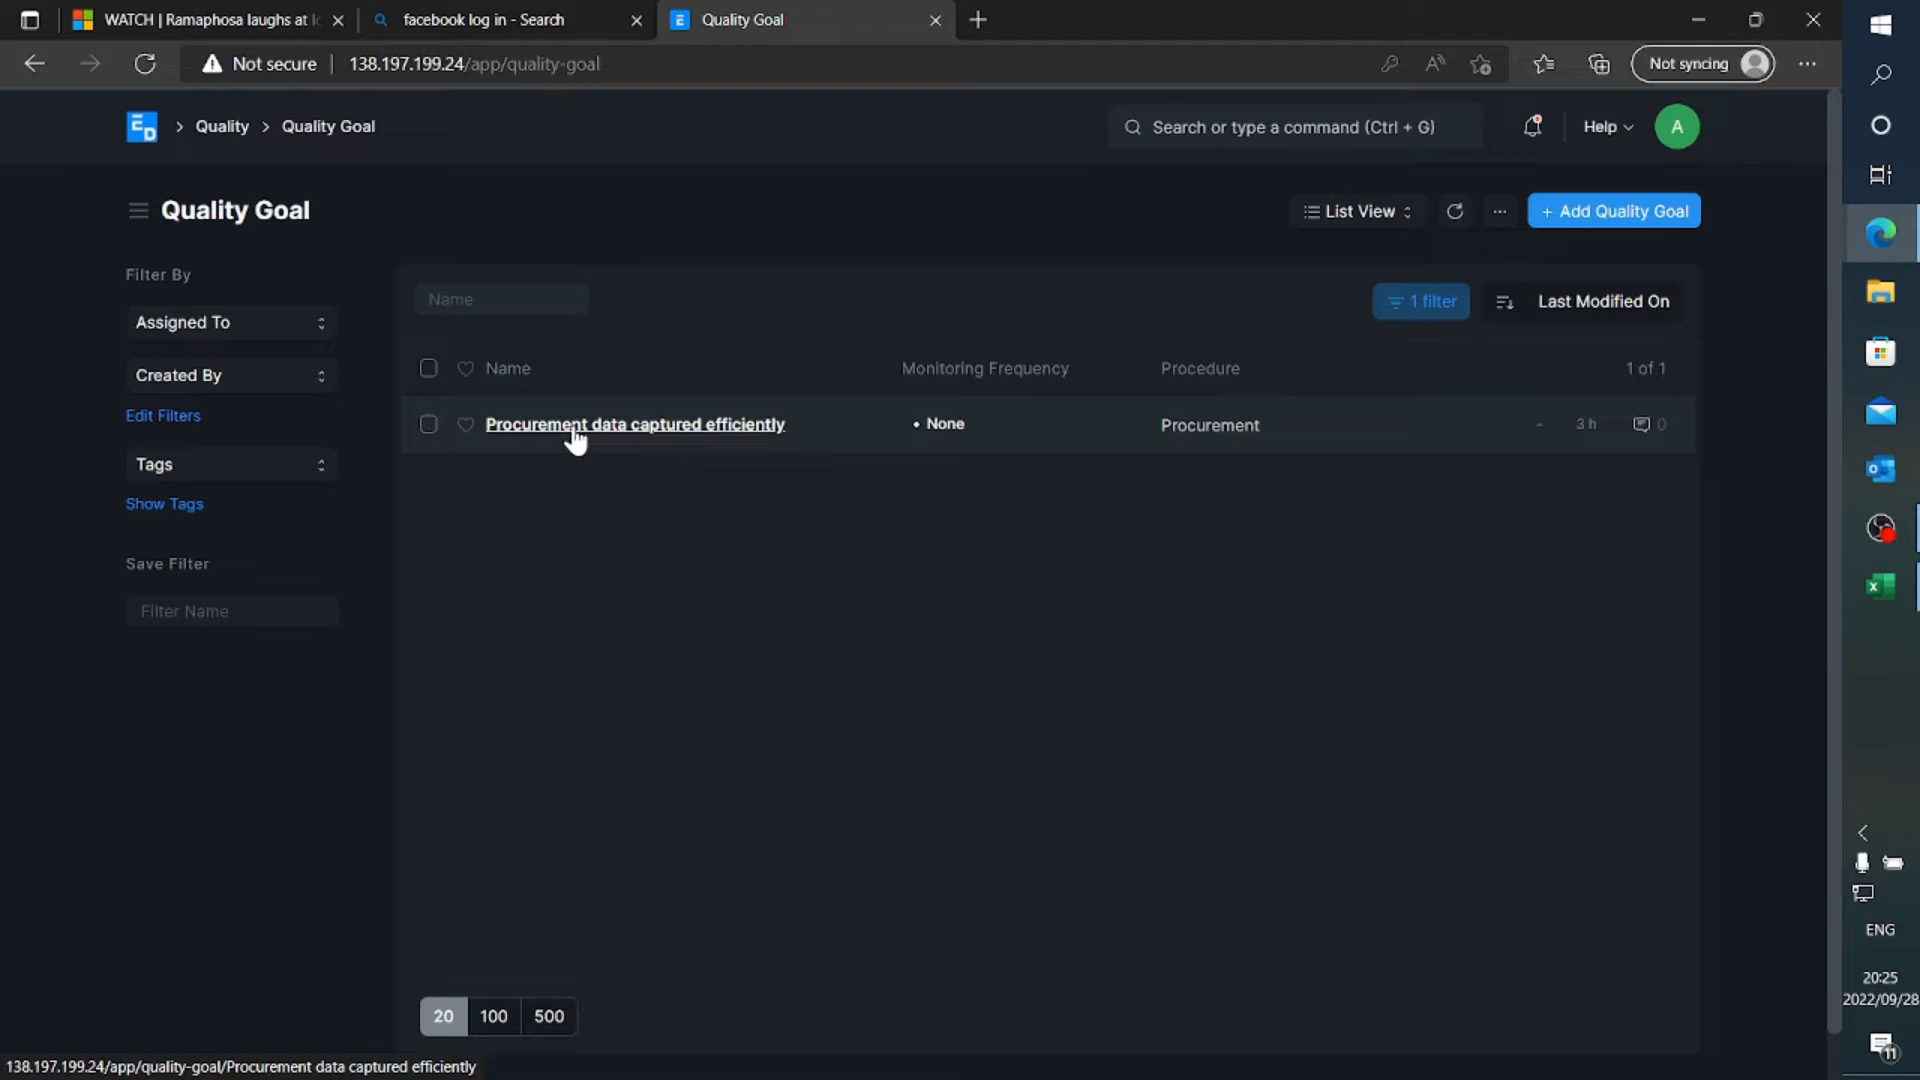 WATCH | Ramaphosa laughs at
facebook log in - Search
Quality Goal
Not secure
138.197.199.24/app/quality-goal
Not syncing
Quality
Quality Goal
Search or type a command (Ctrl + G)
Help
A
Quality Goal
List View
+ Add Quality Goal
Filter By
Assigned To
Created By
Edit Filters
Tags
Show Tags
Save Filter
Filter Name
Name
1 filter
Last Modified On
Name
Monitoring Frequency
Procedure
1 of 1
Procurement data captured efficiently
• None
Procurement
-
3 h
0
20
100
500
138.197.199.24/app/quality-goal/Procurement data captured efficiently
ENG
20:25
2022/09/28
11